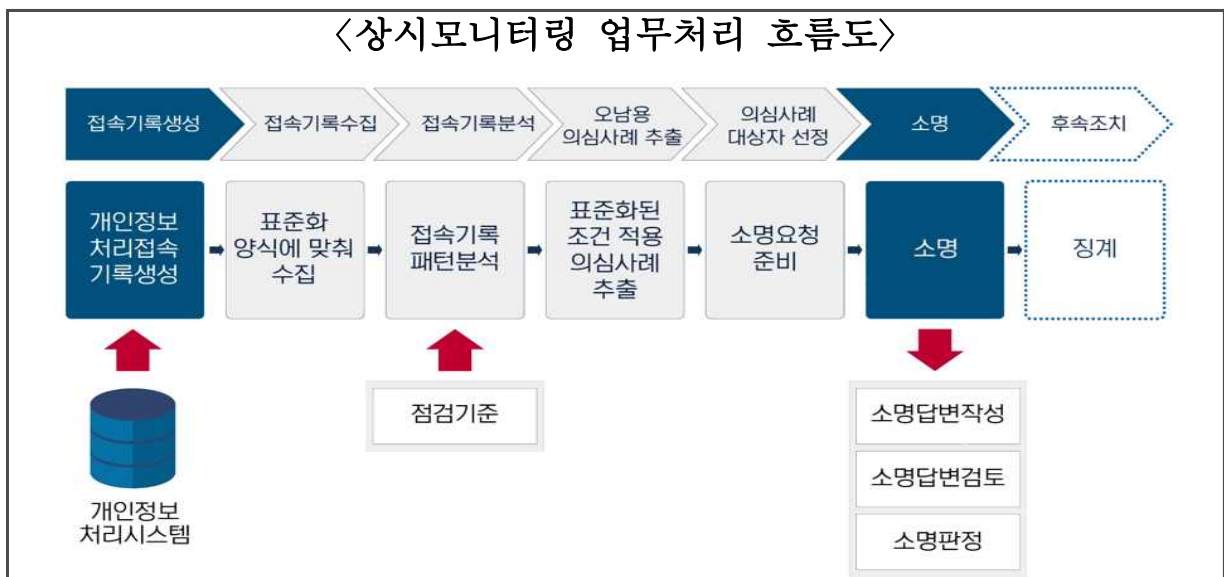 <상시모니터링 업무처리 흐름도>
접속기록생성
접속기록수집
접속기록분석
오남용
의심사례 추출
의심사례
대상자 선정
소명
후속조치
개인정보
처리접속
기록생성
표준화
양식에 맞춰
수집
접속기록
패턴분석
표준화된
조건 적용
의심사례
추출
소명요청
준비
소명
징계
개인정보
처리시스템
점검기준
소명답변작성
소명답변검토
소명판정